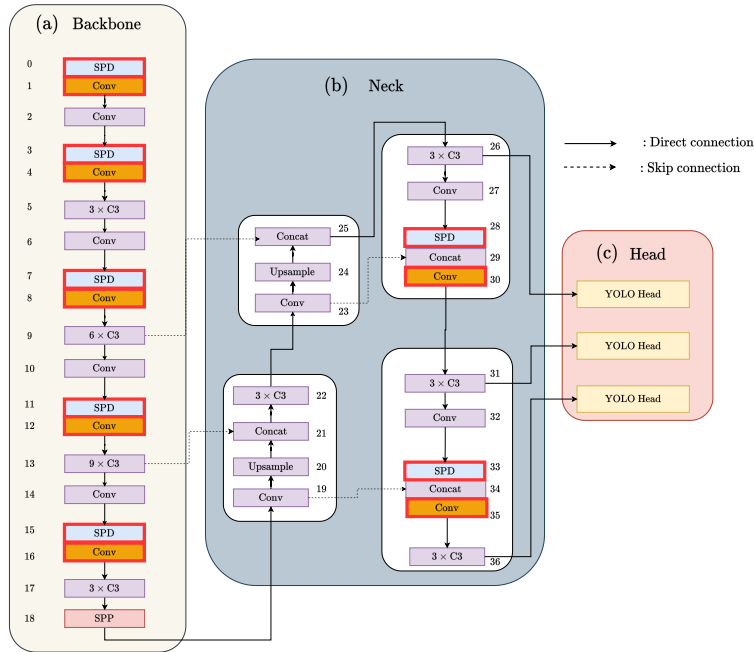 (a) Backbone
0 SPD
1 Conv
2 Conv
3 SPD
4 Conv
5 3 × C3
6 Conv
7 SPD
8 Conv
9 6 × C3
10 Conv
11 SPD
12 Conv
13 9 × C3
14 Conv
15 SPD
16 Conv
17 3 × C3
18 SPP
(b) Neck
Concat 25
Upsample 24
Conv 23
3 × C3 22
Concat 21
Upsample 20
Conv 19
3 × C3 26
Conv 27
SPD 28
Concat 29
Conv 30
3 × C3 31
Conv 32
SPD 33
Concat 34
Conv 35
3 × C3 36
: Direct connection
: Skip connection
(c) Head
YOLO Head
YOLO Head
YOLO Head